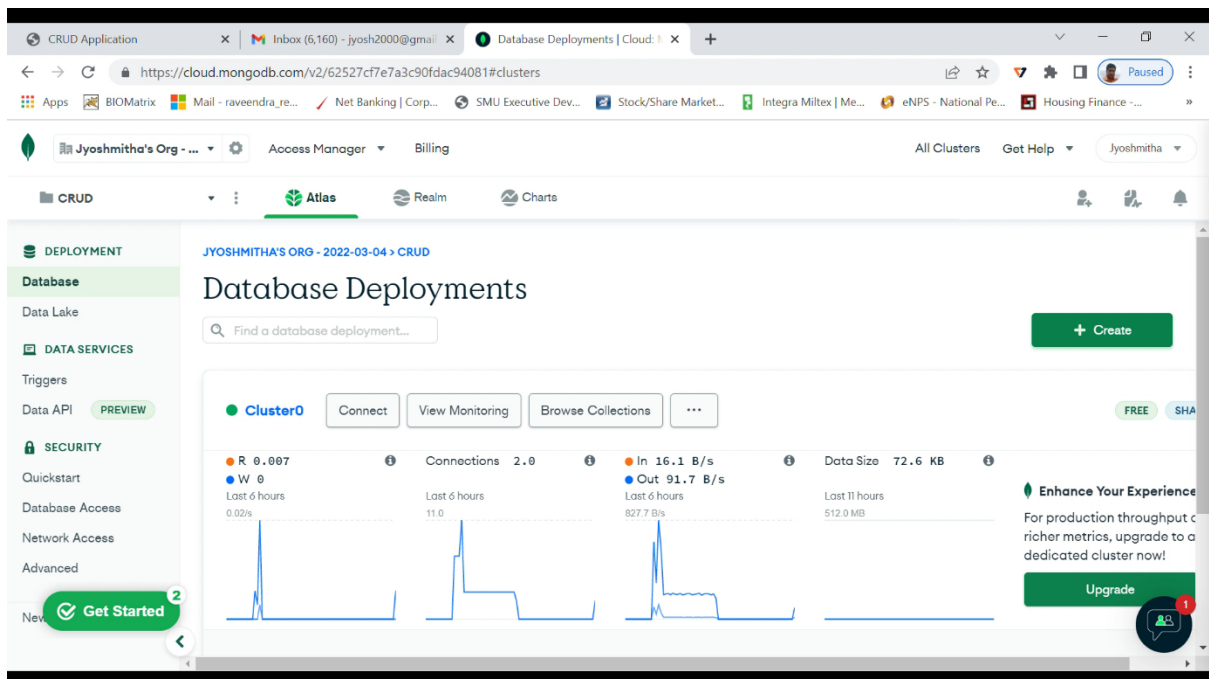 CRUD Application
Inbox (6,160) - jyosh2000@gmail
Database Deployments | Cloud: M
https://cloud.mongodb.com/v2/62527cf7e7a3c90fdac94081#clusters
Paused
Apps
BIOMatrix
Mail - raveendra_re...
Net Banking | Corp...
SMU Executive Dev...
Stock/Share Market...
Integra Miltex | Me...
eNPS - National Pe...
Housing Finance -...
»
Jyoshmitha's Org - ...
Access Manager
Billing
All Clusters
Get Help
Jyoshmitha
CRUD
Atlas
Realm
Charts
DEPLOYMENT
Database
Data Lake
DATA SERVICES
Triggers
Data API PREVIEW
SECURITY
Quickstart
Database Access
Network Access
Advanced
New
Get Started
2
JYOSHMITHA'S ORG - 2022-03-04 > CRUD
Database Deployments
Find a database deployment...
+ Create
Cluster0
Connect
View Monitoring
Browse Collections
...
FREE
SHA
R 0.007
W 0
Last 6 hours
0.02/s
Connections 2.0
Last 6 hours
11.0
In 16.1 B/s
Out 91.7 B/s
Last 6 hours
827.7 B/s
Data Size 72.6 KB
Last 11 hours
512.0 MB
Enhance Your Experience
For production throughput
richer metrics, upgrade to a
dedicated cluster now!
Upgrade
1